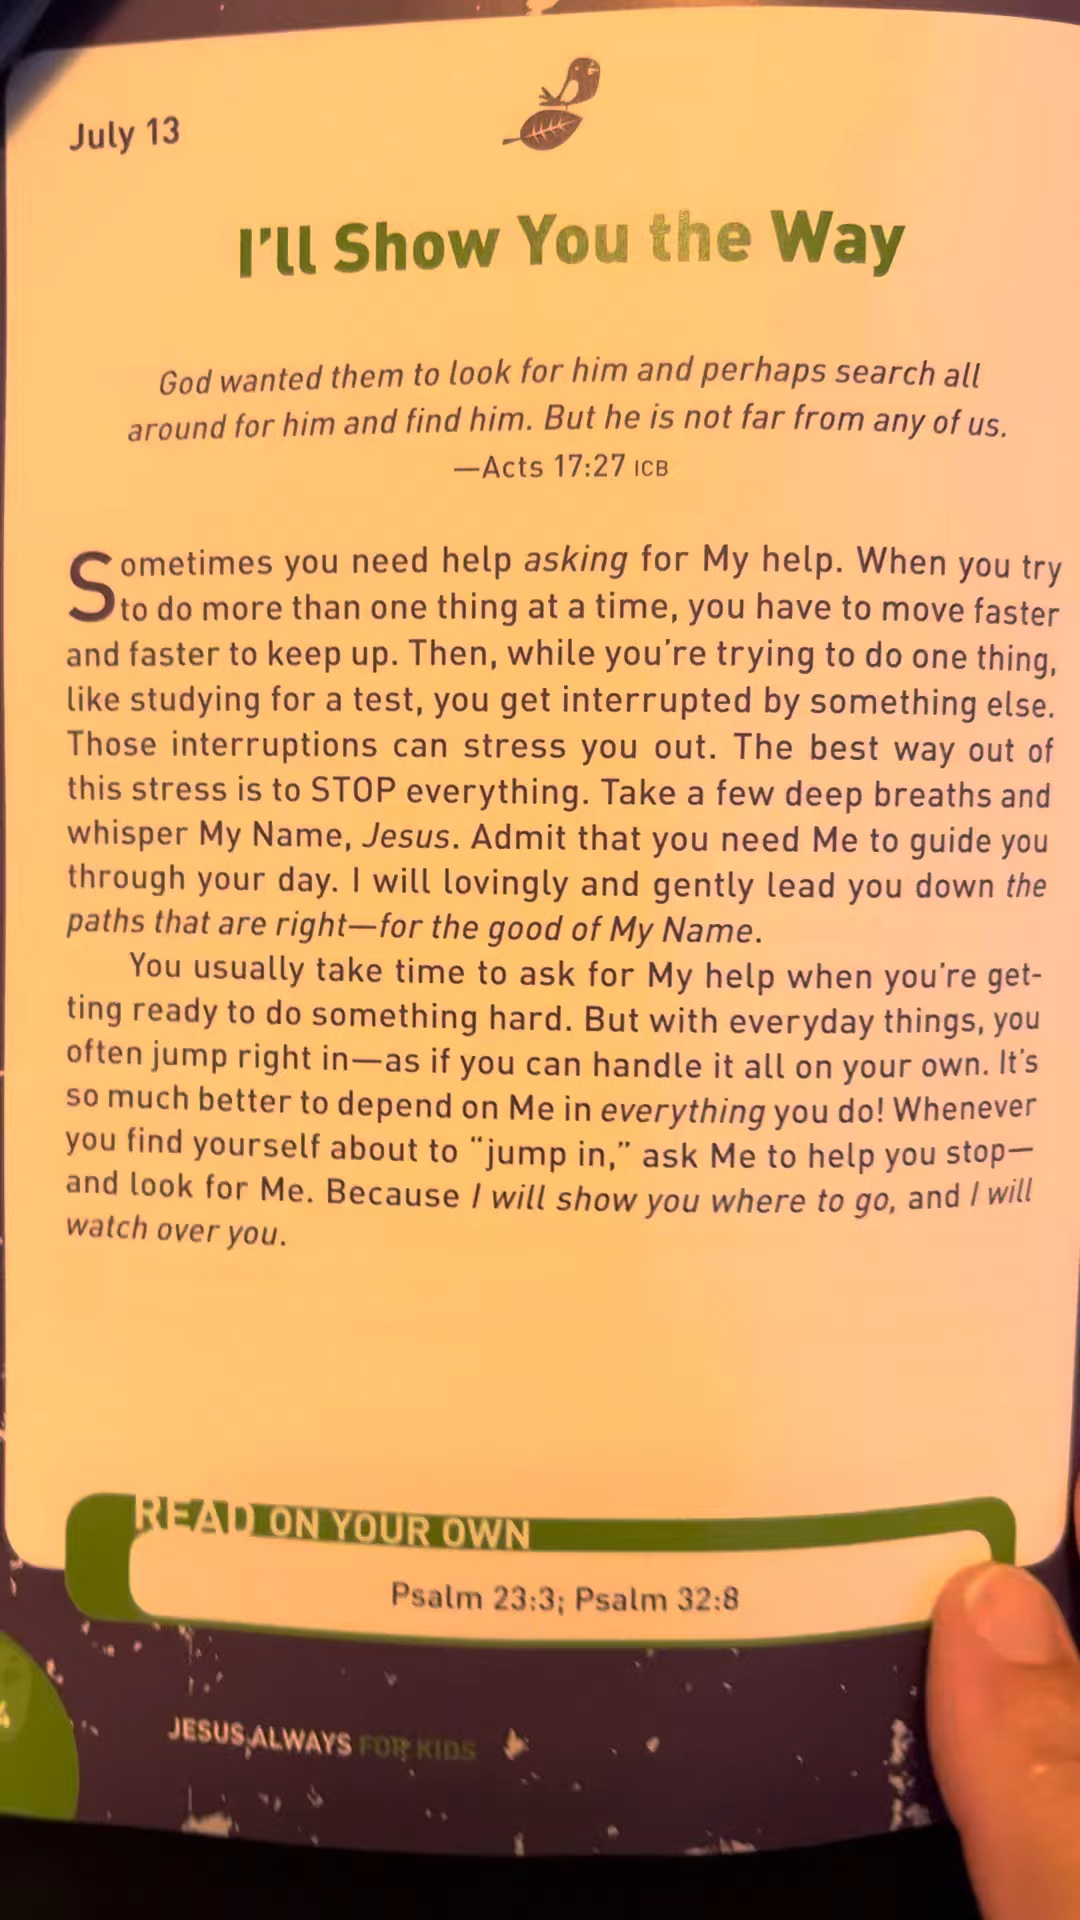 July 13
I'll Show You the Way
God wanted them to look for him and perhaps search all
around for him and find him. But he is not far from any of us.
—Acts 17:27 ICB
Sometimes you need help asking for My help. When you try
to do more than one thing at a time, you have to move faster
and faster to keep up. Then, while you're trying to do one thing,
like studying for a test, you get interrupted by something else.
Those interruptions can stress you out. The best way out of
this stress is to STOP everything. Take a few deep breaths and
whisper My Name, Jesus. Admit that you need Me to guide you
through your day. I will lovingly and gently lead you down the
paths that are right—for the good of My Name.
You usually take time to ask for My help when you're get-
ting ready to do something hard. But with everyday things, you
often jump right in—as if you can handle it all on your own. It's
so much better to depend on Me in everything you do! Whenever
you find yourself about to “jump in,” ask Me to help you stop—
and look for Me. Because I will show you where to go, and I will
watch over you.
READ ON YOUR OWN
Psalm 23:3; Psalm 32:8
JESUS ALWAYS FOR KIDS